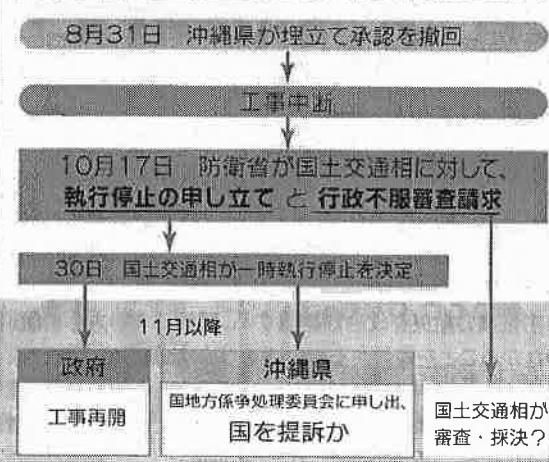 8月31日 沖縄県が埋立て承認を撤回
工事中断
10月17日 防衛省が国土交通相に対して、
執行停止の申し立て と 行政不服審査請求
30日 国土交通相が一時執行停止を決定
11月以降
政府
工事再開
沖縄県
国地方係争処理委員会に申し出、
国を提訴か
国土交通相が
審査・採決?